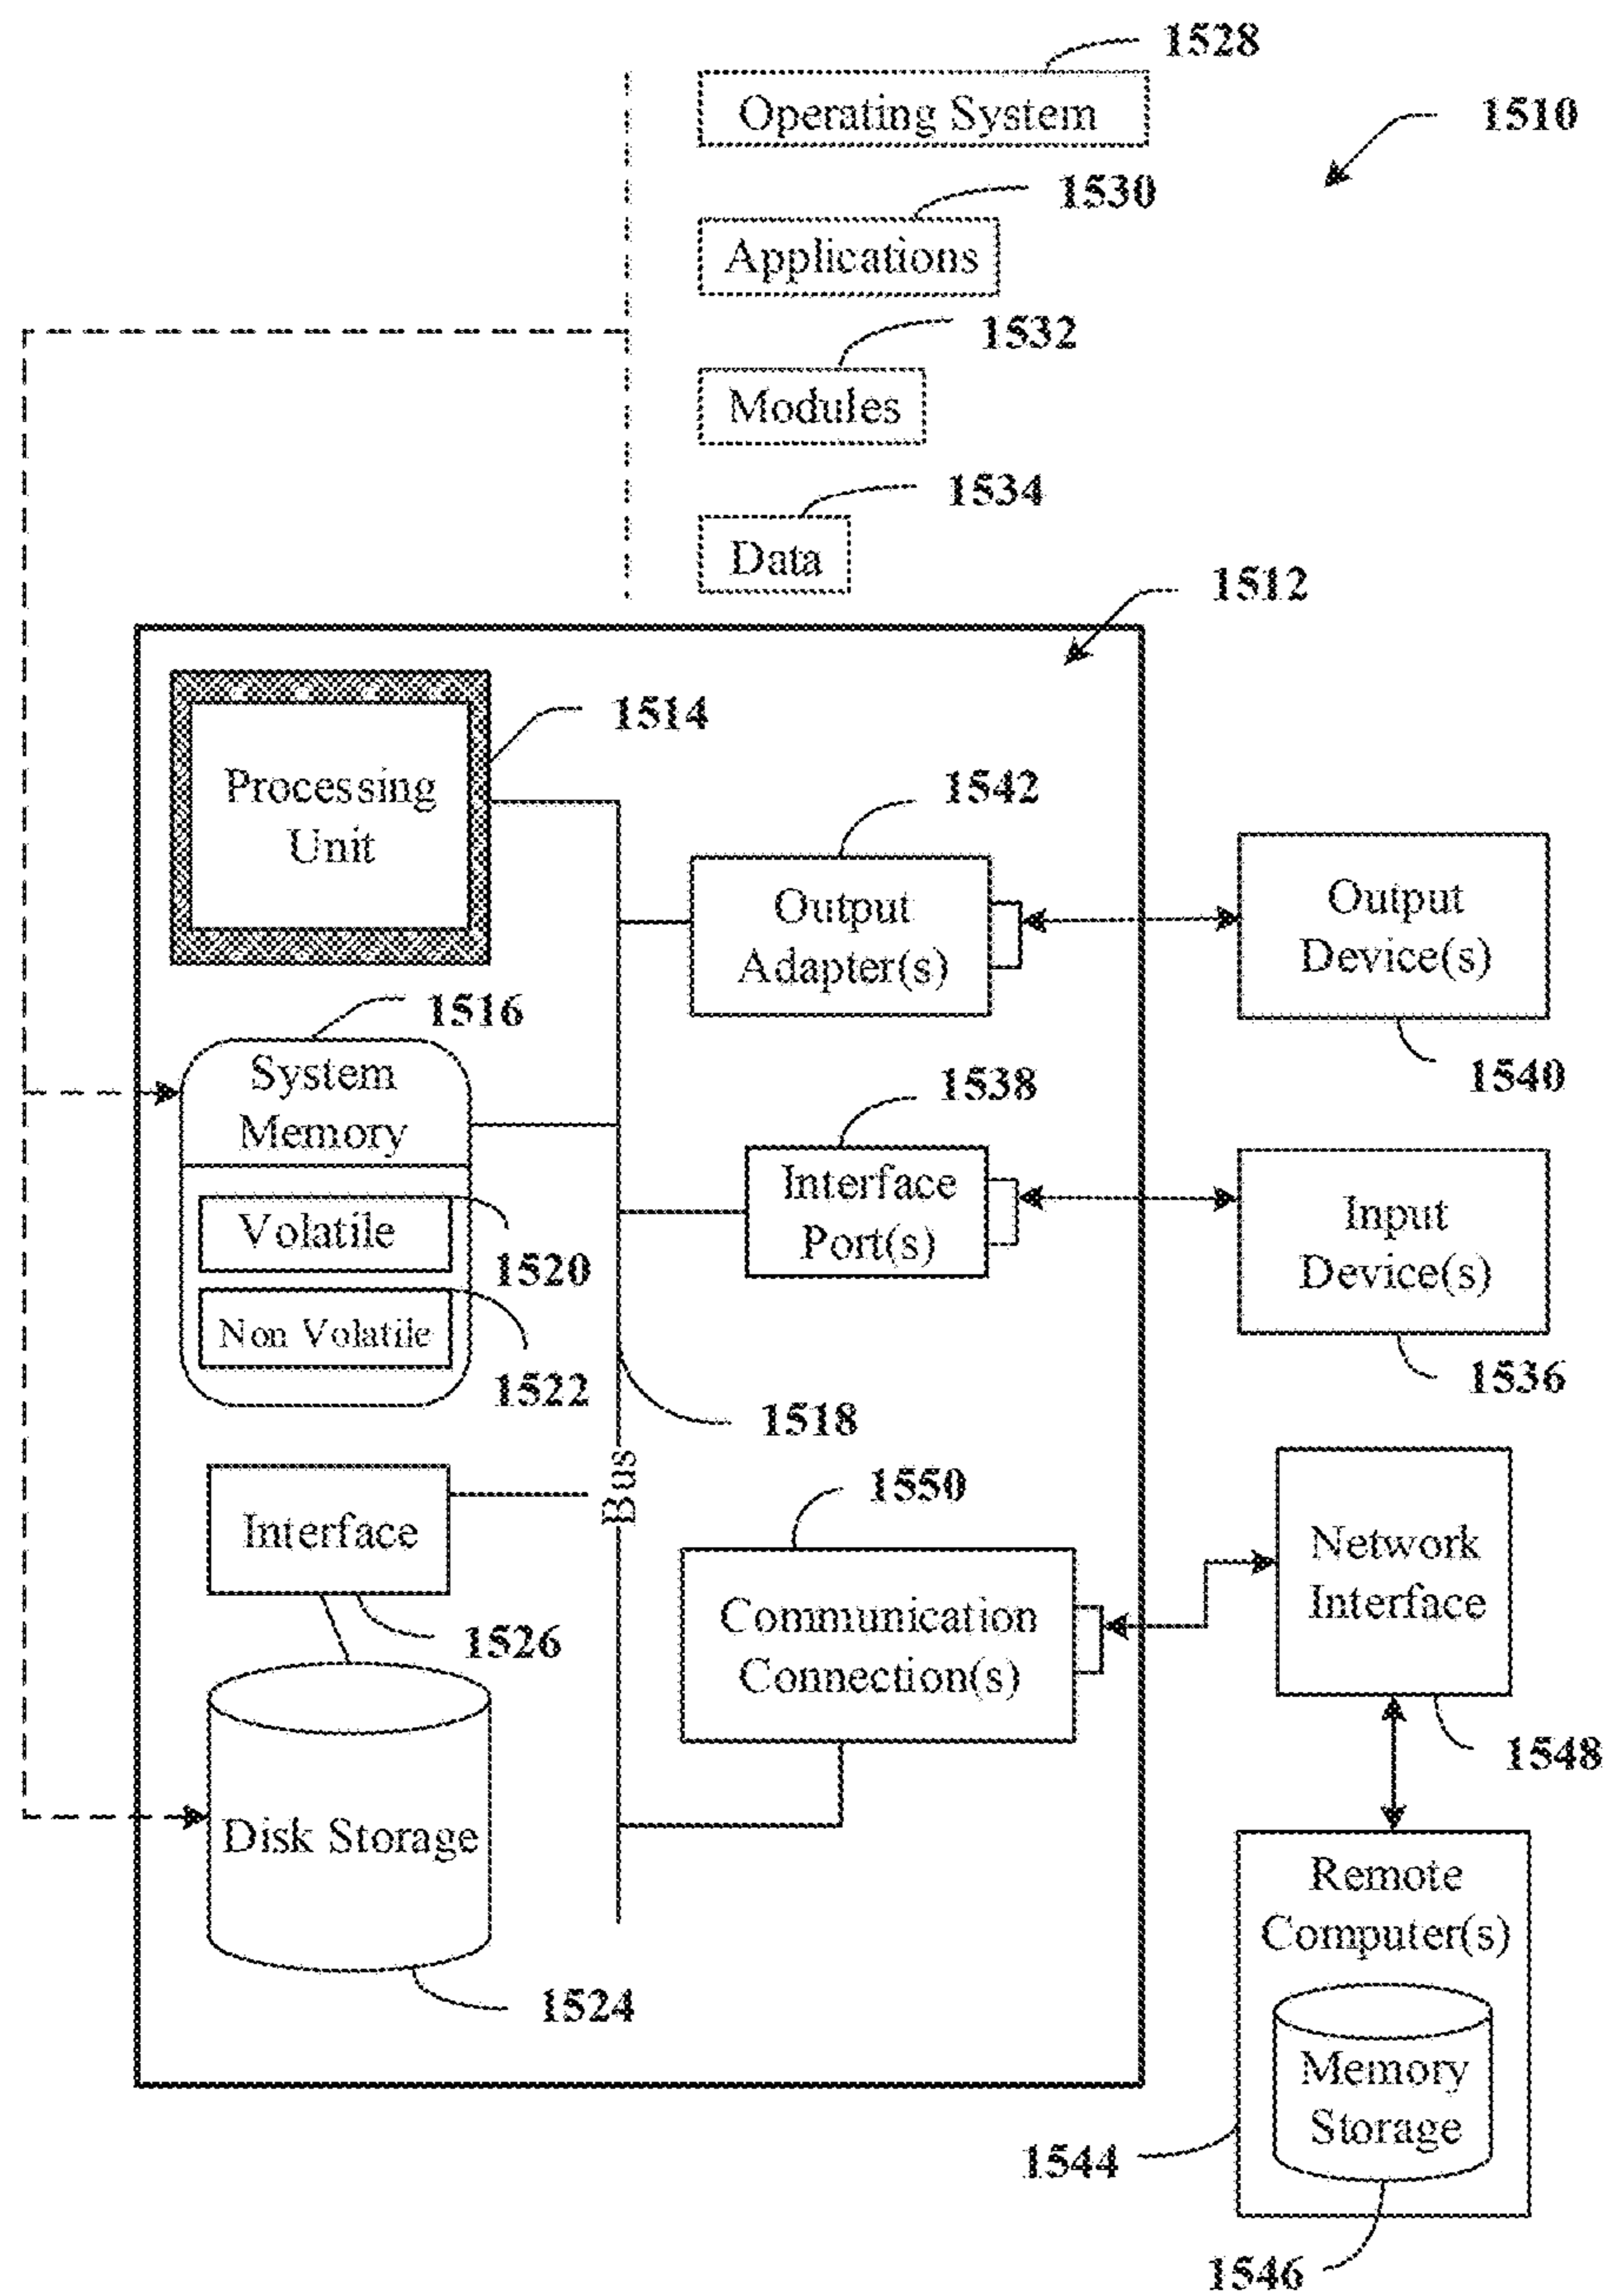 1528
Operating System
1510
1530
Applications
1532
Modules
1534
Data
1512
1514
Processing
Unit
1542
Output
Adapter(s)
Output
Device(s)
1540
1516
System
Memory
1538
Interface
Port(s)
Input
Device(s)
1536
Volatile
1520
Non Volatile
1522
1518
Bus
1550
Interface
1526
Communication
Connection(s)
Network
Interface
1548
Disk Storage
1524
Remote
Computer(s)
Memory
Storage
1544
1546